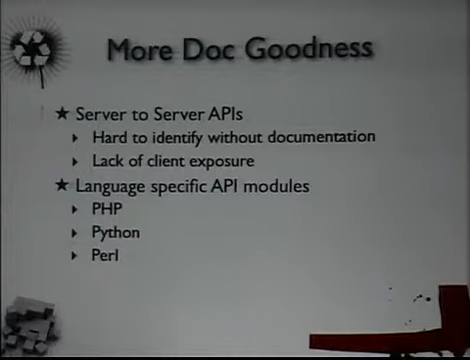 More Doc Goodness
★ Server to Server APIs
Hard to identify without documentation
Lack of client exposure
★ Language specific API modules
PHP
Python
Perl